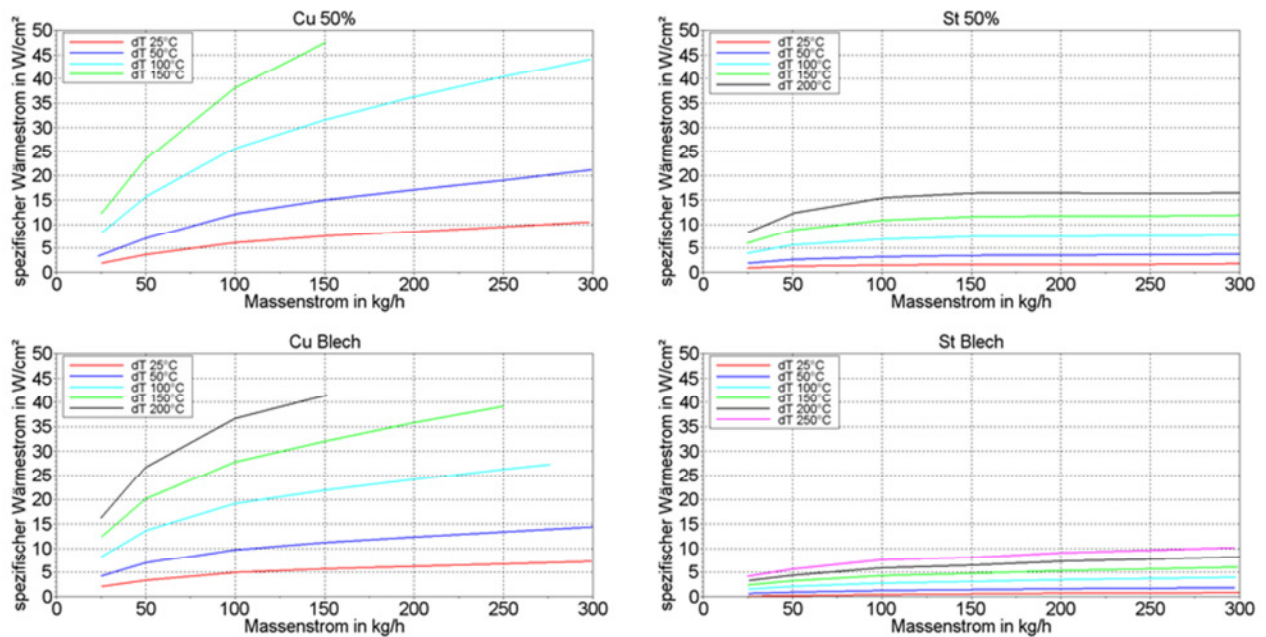 Cu 50%
spezifischer Wärmestrom in W/cm²
50
45
40
35
30
25
20
15
10
5
0
dT 25°C
dT 50°C
dT 100°C
dT 150°C
0 50 100 150 200 250 300
Massenstrom in kg/h
St 50%
spezifischer Wärmestrom in W/cm²
50
45
40
35
30
25
20
15
10
5
0
dT 25°C
dT 50°C
dT 100°C
dT 150°C
dT 200°C
0 50 100 150 200 250 300
Massenstrom in kg/h
Cu Blech
spezifischer Wärmestrom in W/cm²
50
45
40
35
30
25
20
15
10
5
0
dT 25°C
dT 50°C
dT 100°C
dT 150°C
dT 200°C
0 50 100 150 200 250 300
Massenstrom in kg/h
St Blech
spezifischer Wärmestrom in W/cm²
50
45
40
35
30
25
20
15
10
5
0
dT 25°C
dT 50°C
dT 100°C
dT 150°C
dT 200°C
dT 250°C
0 50 100 150 200 250 300
Massenstrom in kg/h